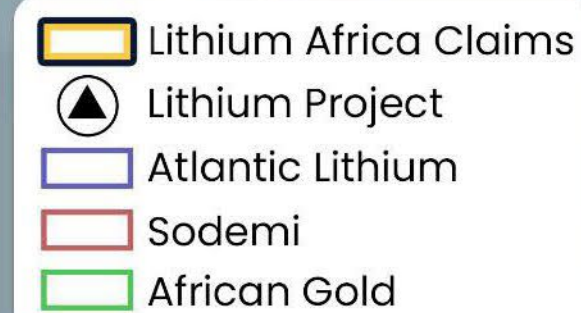 Lithium Africa Claims
Lithium Project
Atlantic Lithium
Sodemi
African Gold